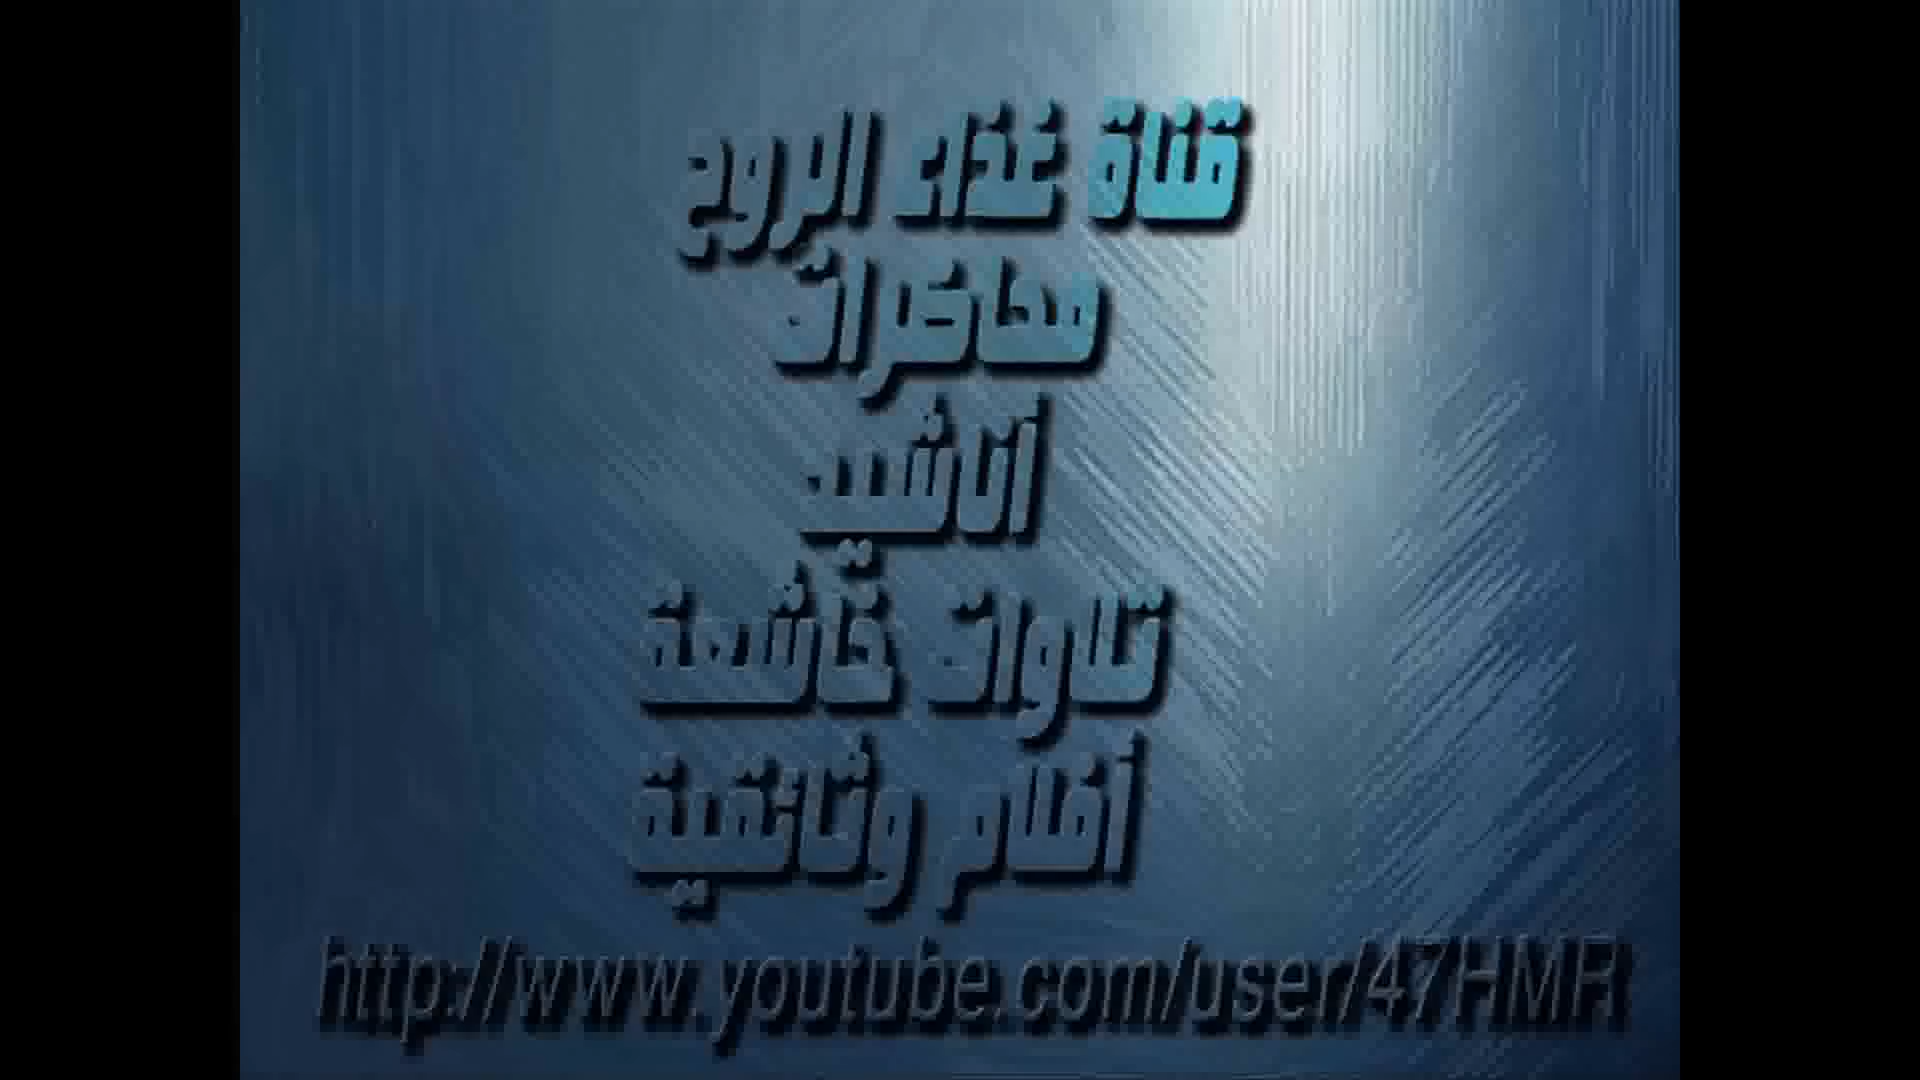 قناة غذاء الروح
محاضرات
أناشيد
تلاوات خاشعة
أفلام وثائقية
http://www.youtube.com/user/47HMR